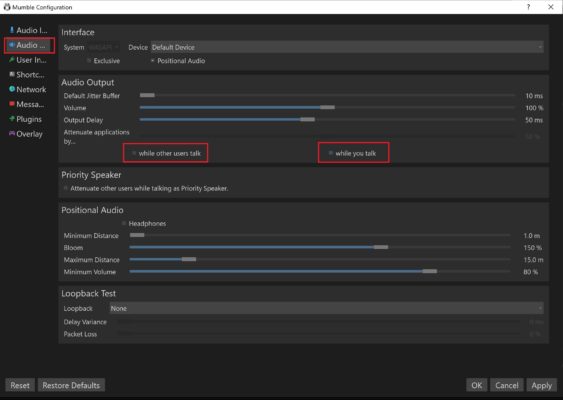 Mumble Configuration
? ×
Audio I...
Audio ...
User In...
Shortc...
Network
Messa...
Plugins
Overlay
Interface
System WASAPI Device Default Device
Exclusive Positional Audio
Audio Output
Default Jitter Buffer 10 ms
Volume 100 %
Output Delay 50 ms
Attenuate applications by... 50 %
while other users talk while you talk
Priority Speaker
Attenuate other users while talking as Priority Speaker.
Positional Audio
Headphones
Minimum Distance 1.0 m
Bloom 150 %
Maximum Distance 15.0 m
Minimum Volume 80 %
Loopback Test
Loopback None
Delay Variance 0 ms
Packet Loss 0 %
Reset Restore Defaults OK Cancel Apply